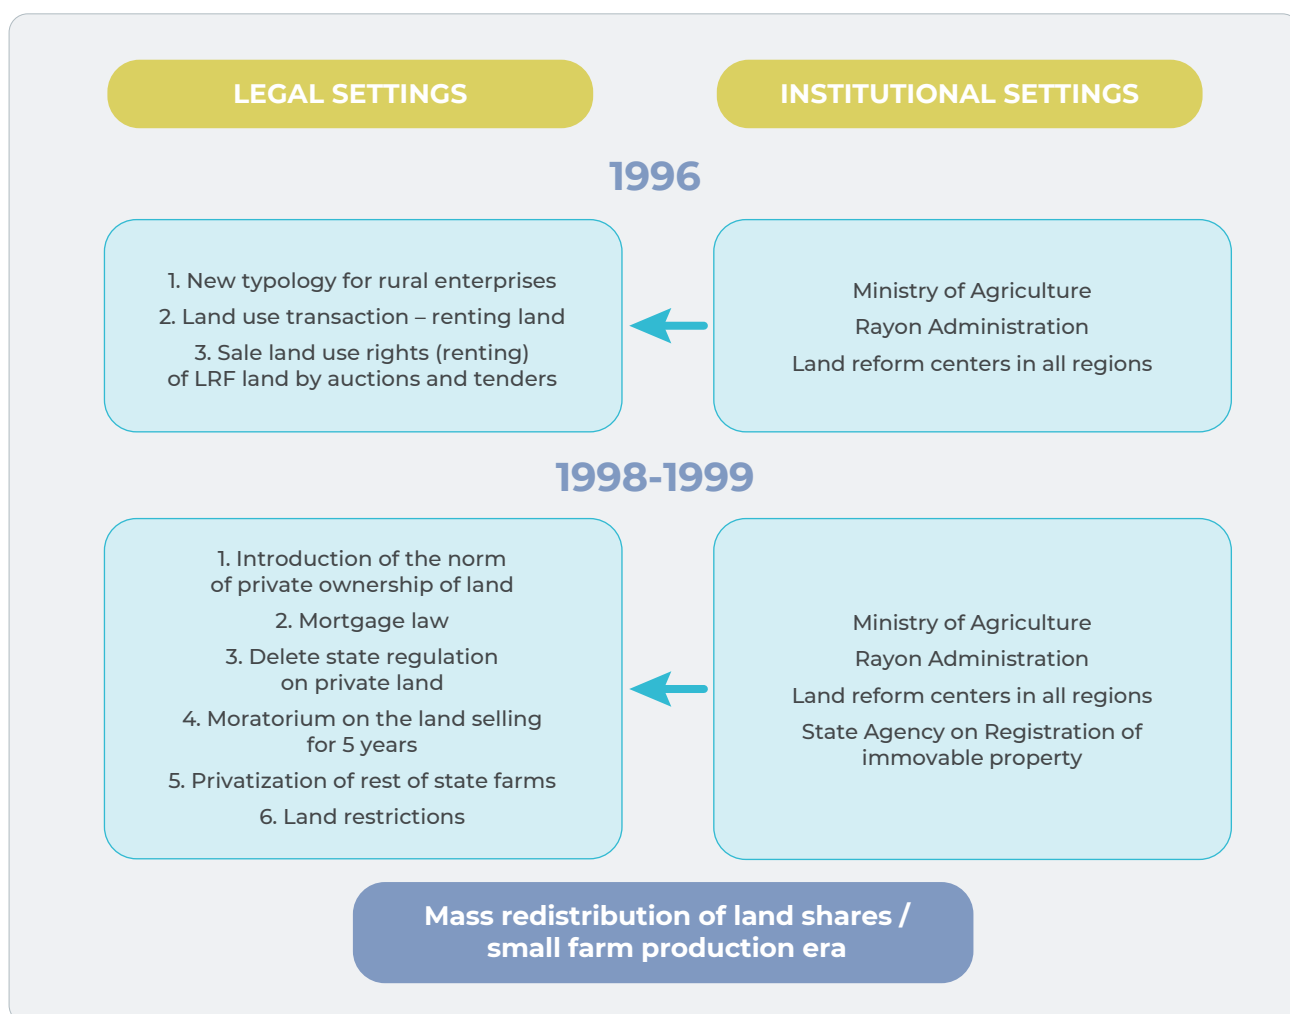 LEGAL SETTINGS
INSTITUTIONAL SETTINGS
1996
1. New typology for rural enterprises
2. Land use transaction – renting land
3. Sale land use rights (renting)
of LRF land by auctions and tenders
Ministry of Agriculture
Rayon Administration
Land reform centers in all regions
1998-1999
1. Introduction of the norm
of private ownership of land
2. Mortgage law
3. Delete state regulation
on private land
4. Moratorium on the land selling
for 5 years
5. Privatization of rest of state farms
6. Land restrictions
Ministry of Agriculture
Rayon Administration
Land reform centers in all regions
State Agency on Registration of
immovable property
Mass redistribution of land shares /
small farm production era